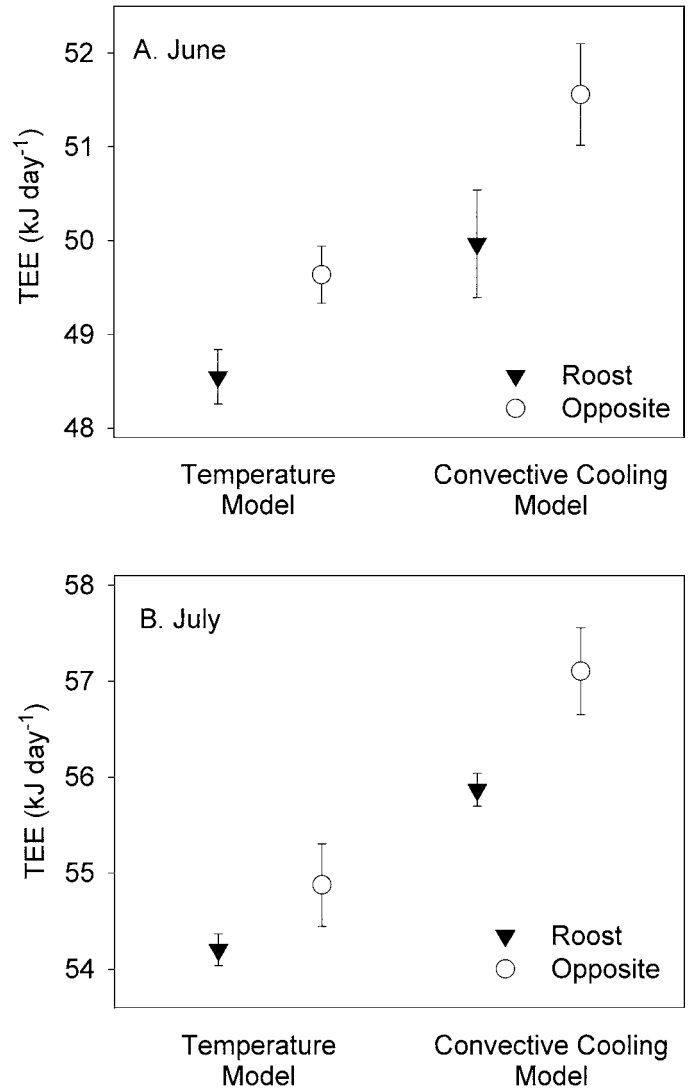 A. June
52
51
50
49
48
TEE (kJ day-1)
Roost
Opposite
Temperature
Model
Convective Cooling
Model
B. July
58
57
56
55
54
TEE (kJ day-1)
Roost
Opposite
Temperature
Model
Convective Cooling
Model